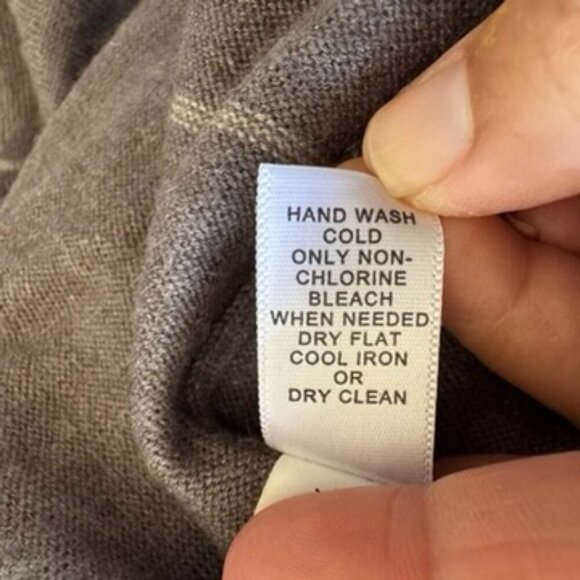 HAND WASH
COLD
ONLY NON-
CHLORINE
BLEACH
WHEN NEEDED
DRY FLAT
COOL IRON
OR
DRY CLEAN